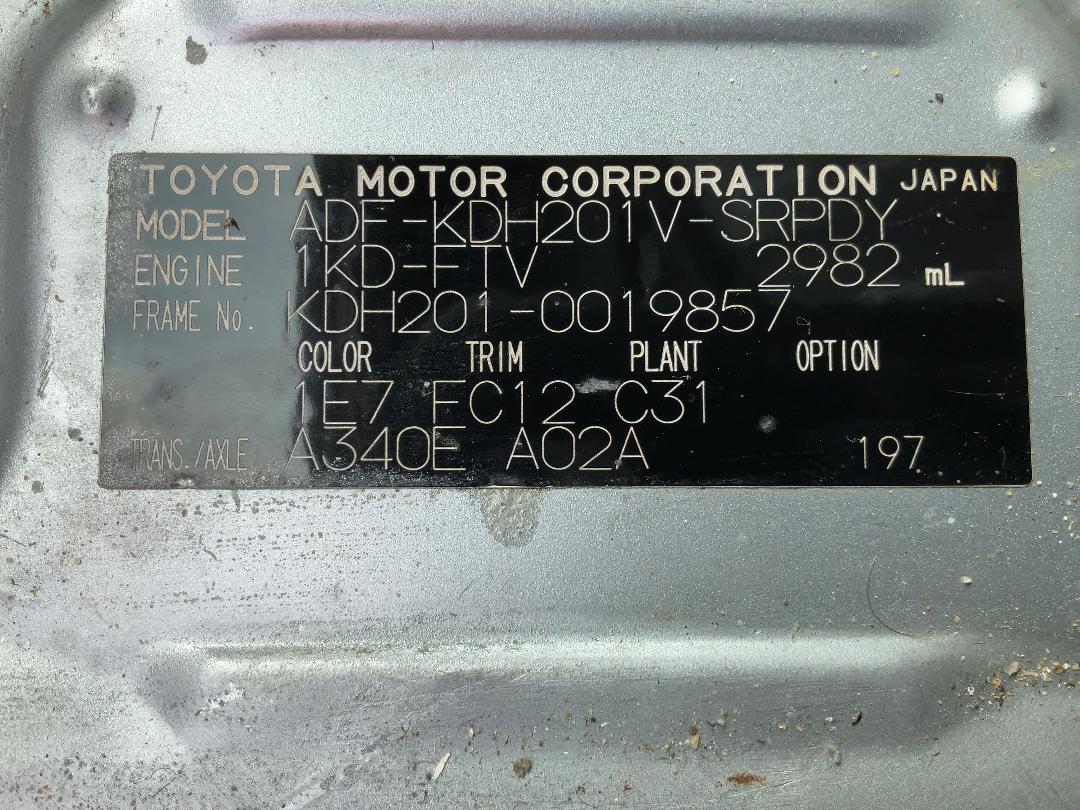 TOYOTA MOTOR CORPORATION JAPAN
MODEL ADF-KDH201V-SRPDY
ENGINE 1KD-FTV 2982 mL
FRAME No. KDH201-0019857
COLOR TRIM PLANT OPTION
1E7 FC12 C31
TRANS./AXLE A340E A02A 197